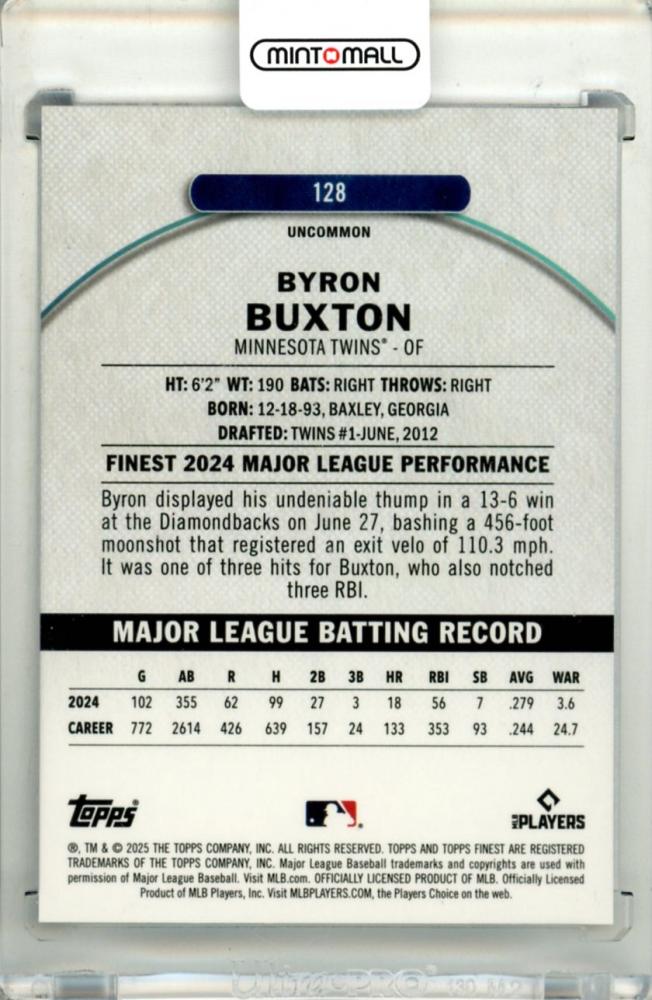 MINTMALL
128
UNCOMMON
BYRON
BUXTON
MINNESOTA TWINS® - OF
HT: 6'2" WT: 190 BATS: RIGHT THROWS: RIGHT
BORN: 12-18-93, BAXLEY, GEORGIA
DRAFTED: TWINS #1-JUNE, 2012
FINEST 2024 MAJOR LEAGUE PERFORMANCE
Byron displayed his undeniable thump in a 13-6 win
at the Diamondbacks on June 27, bashing a 456-foot
moonshot that registered an exit velo of 110.3 mph.
It was one of three hits for Buxton, who also notched
three RBI.
MAJOR LEAGUE BATTING RECORD
G AB R H 2B 3B HR RBI SB AVG WAR
2024 102 355 62 99 27 3 18 56 7 .279 3.6
CAREER 772 2614 426 639 157 24 133 353 93 .244 24.7
Topps®
MLB PLAYERS
®, TM & © 2025 THE TOPPS COMPANY, INC. ALL RIGHTS RESERVED. TOPPS AND TOPPS FINEST ARE REGISTERED
TRADEMARKS OF THE TOPPS COMPANY, INC. Major League Baseball trademarks and copyrights are used with
permission of Major League Baseball. Visit MLB.com. OFFICIALLY LICENSED PRODUCT OF MLB. Officially Licensed
Product of MLB Players, Inc. Visit MLBPLAYERS.COM, the Players Choice on the web.
Ultra PRO